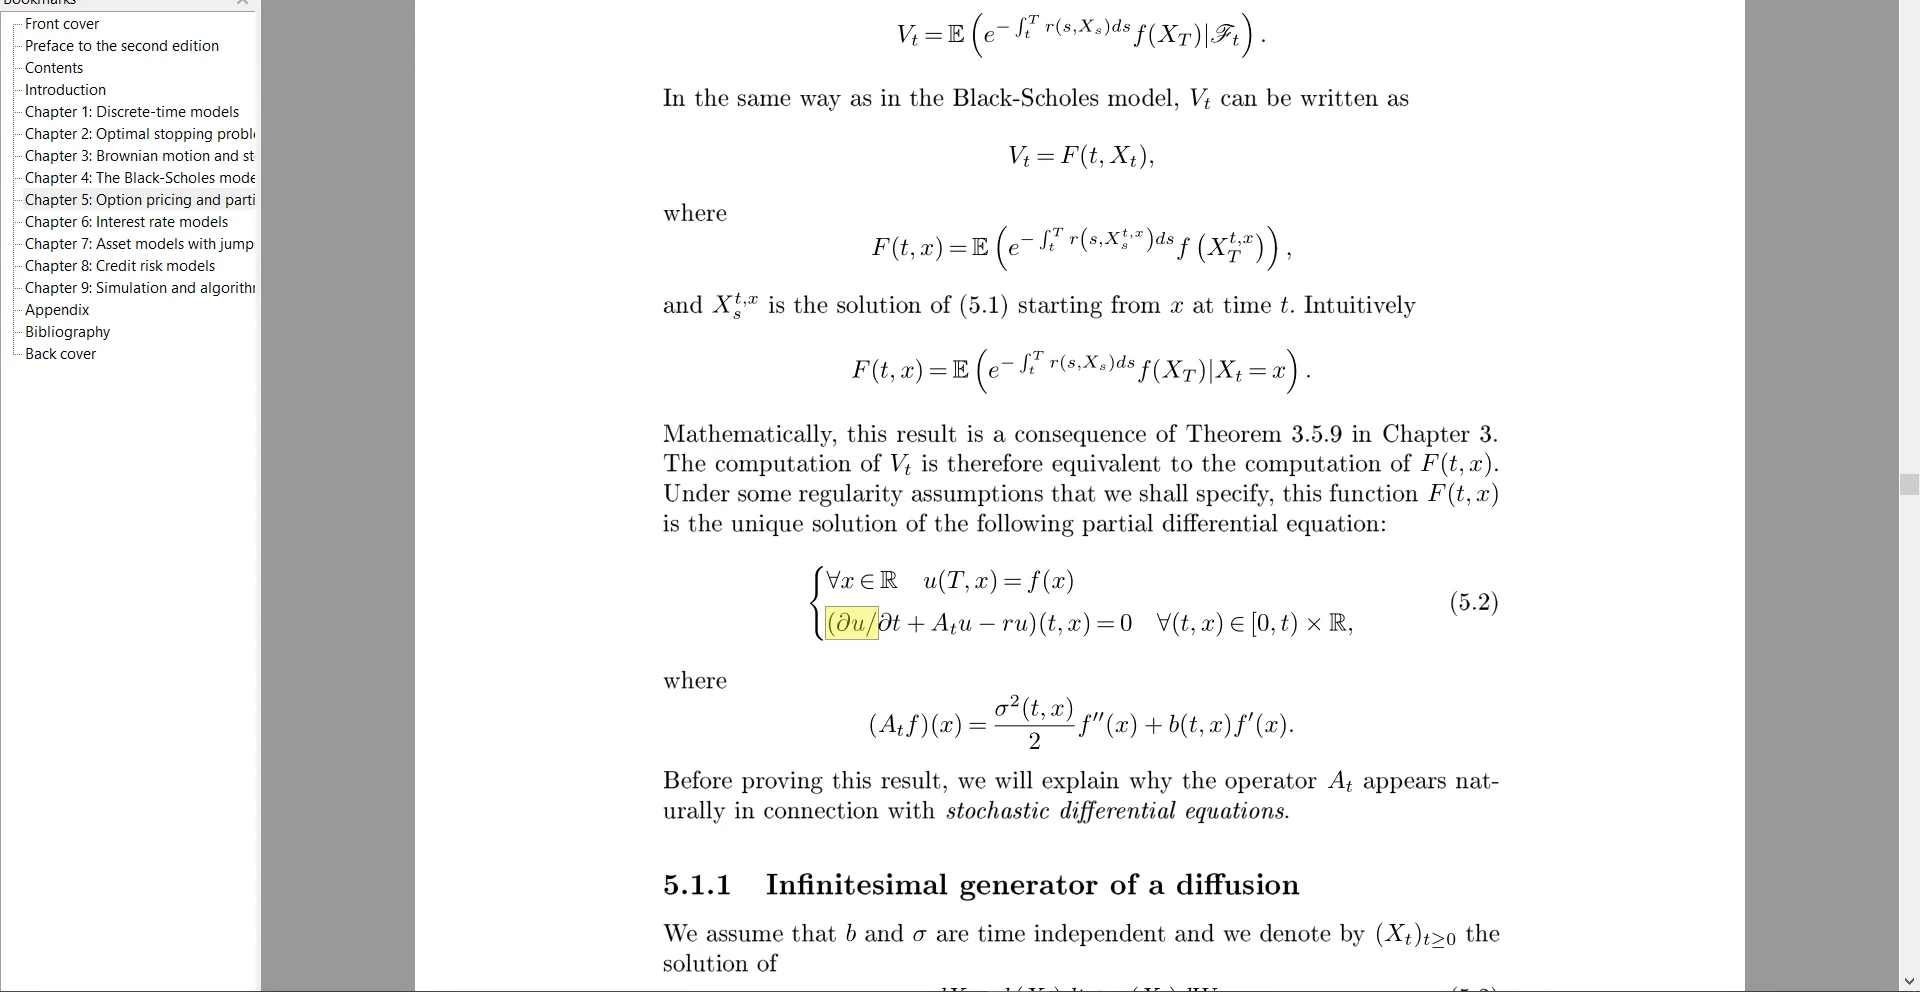 Bookmarks
Front cover
Preface to the second edition
Contents
Introduction
Chapter 1: Discrete-time models
Chapter 2: Optimal stopping probl
Chapter 3: Brownian motion and st
Chapter 4: The Black-Scholes mode
Chapter 5: Option pricing and parti
Chapter 6: Interest rate models
Chapter 7: Asset models with jump
Chapter 8: Credit risk models
Chapter 9: Simulation and algorith
Appendix
Bibliography
Back cover
V_t = 𝔼 (e^{−∫_t^T r(s,X_s)ds} f(X_T)|ℱ_t) .
In the same way as in the Black-Scholes model, V_t can be written as
V_t = F(t, X_t),
where
F(t, x) = 𝔼 (e^{−∫_t^T r(s,X_s^{t,x})ds} f (X_T^{t,x})) ,
and X_s^{t,x} is the solution of (5.1) starting from x at time t. Intuitively
F(t, x) = 𝔼 (e^{−∫_t^T r(s,X_s)ds} f(X_T)|X_t = x) .
Mathematically, this result is a consequence of Theorem 3.5.9 in Chapter 3.
The computation of V_t is therefore equivalent to the computation of F(t, x).
Under some regularity assumptions that we shall specify, this function F(t, x)
is the unique solution of the following partial differential equation:
∀x ∈ ℝ u(T, x) = f(x)
(∂u/∂t + A_t u − ru)(t, x) = 0 ∀(t, x) ∈ [0, t) × ℝ,
(5.2)
where
(A_t f)(x) = σ²(t, x)/2 f″(x) + b(t, x)f′(x).
Before proving this result, we will explain why the operator A_t appears nat-
urally in connection with stochastic differential equations.
5.1.1 Infinitesimal generator of a diffusion
We assume that b and σ are time independent and we denote by (X_t)_{t≥0} the
solution of